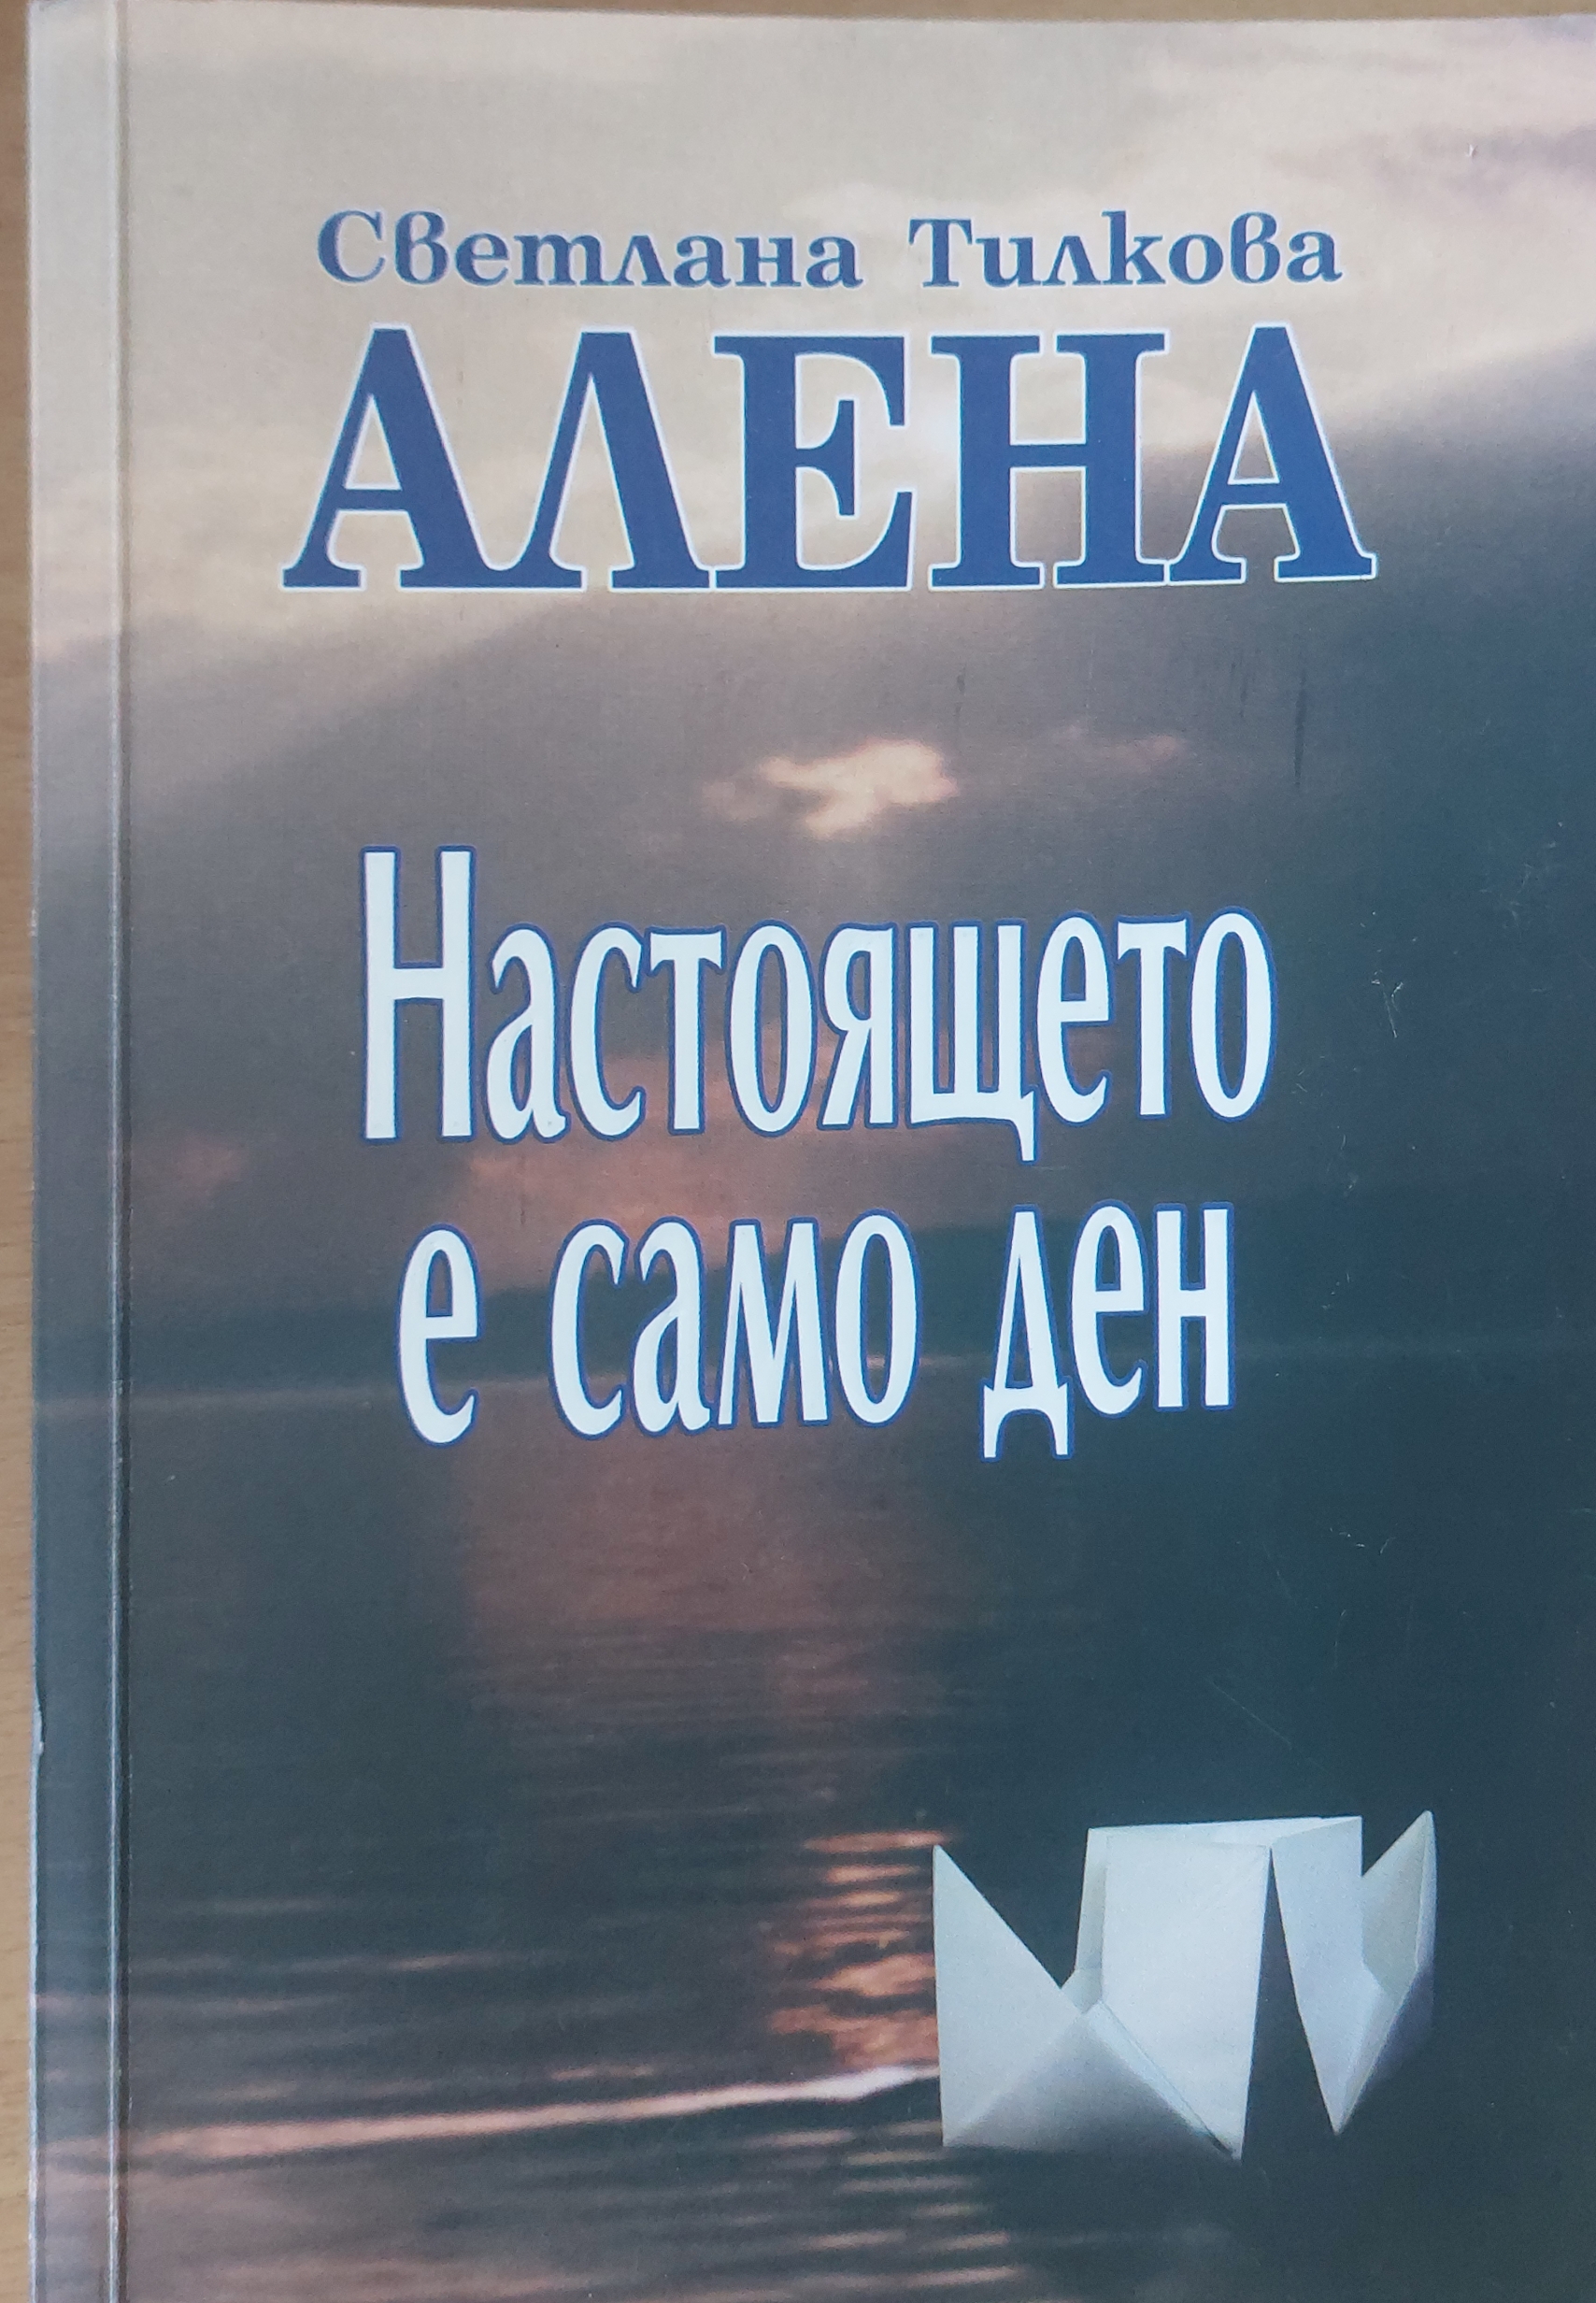 Светлана Тилкова
АЛЕНА
Настоящето
е само ден